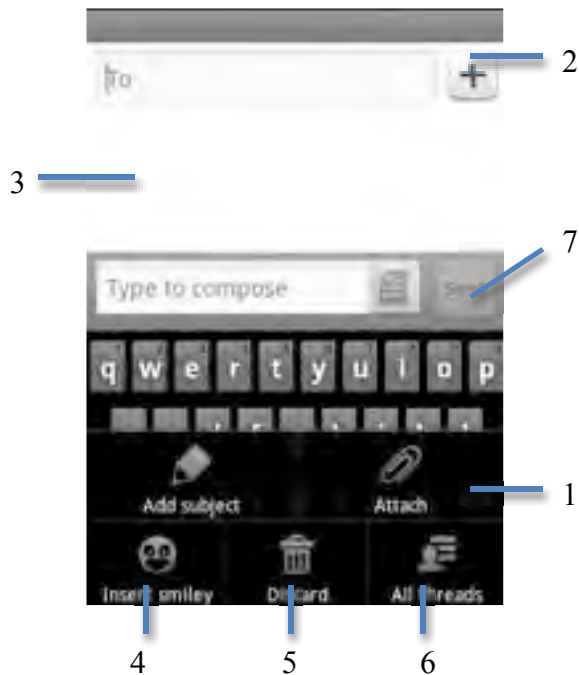 To
2
3
7
Type to compose
q w e r t y u i o p
Add subject Attach
1
Insert smiley Discard All threads
4 5 6